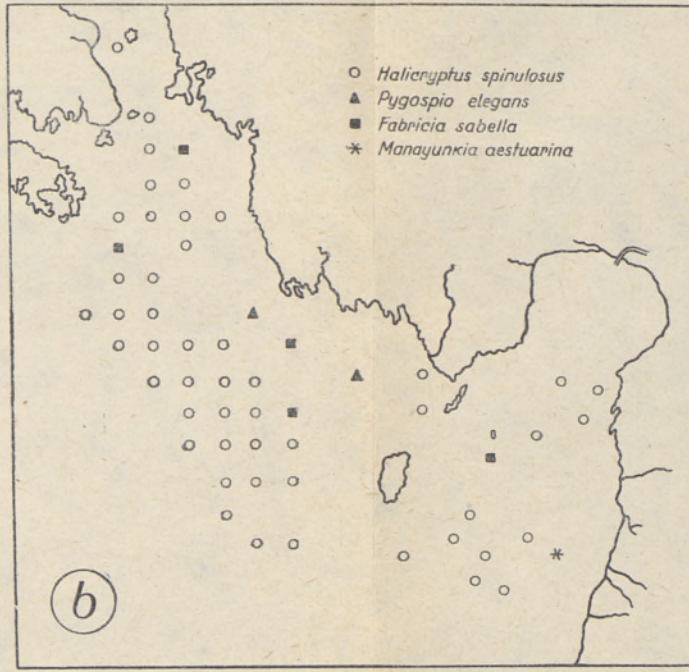 Halicryptus spinulosus
Pygospio elegans
Fabricia sabella
Manayunkia aestuarina
b